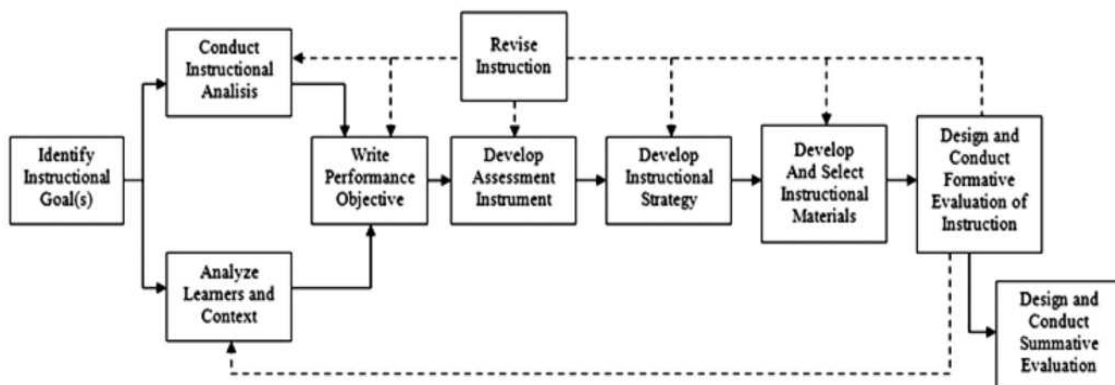 Identify
Instructional
Goal(s)
Conduct
Instructional
Analisis
Analyze
Learners and
Context
Revise
Instruction
Write
Performance
Objective
Develop
Assessment
Instrument
Develop
Instructional
Strategy
Develop
And Select
Instructional
Materials
Design and
Conduct
Formative
Evaluation of
Instruction
Design and
Conduct
Summative
Evaluation